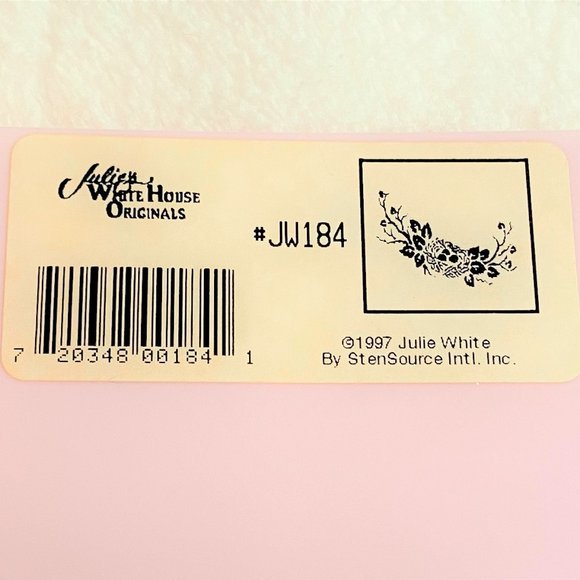 Julie's
White House
Originals
#JW184
7 20348 00184 1
©1997 Julie White
By StenSource Intl. Inc.